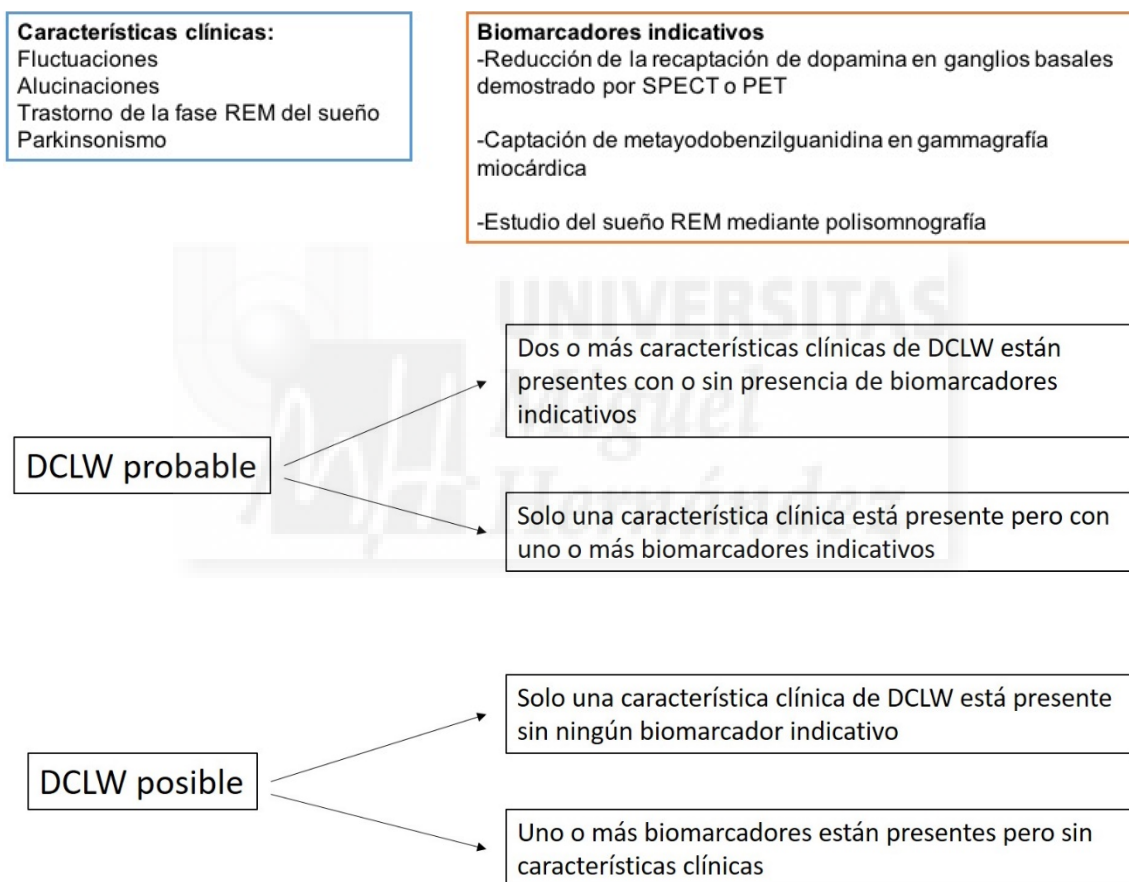 Características clínicas:
Fluctuaciones
Alucinaciones
Trastorno de la fase REM del sueño
Parkinsonismo
Biomarcadores indicativos
-Reducción de la recaptación de dopamina en ganglios basales
demostrado por SPECT o PET
-Captación de metayodobenzilguanidina en gammagrafía
miocárdica
-Estudio del sueño REM mediante polisomnografía
UNIVERSITAS
Miguel
Hernández
DCLW probable
Dos o más características clínicas de DCLW están
presentes con o sin presencia de biomarcadores
indicativos
Solo una característica clínica está presente pero con
uno o más biomarcadores indicativos
DCLW posible
Solo una característica clínica de DCLW está presente
sin ningún biomarcador indicativo
Uno o más biomarcadores están presentes pero sin
características clínicas